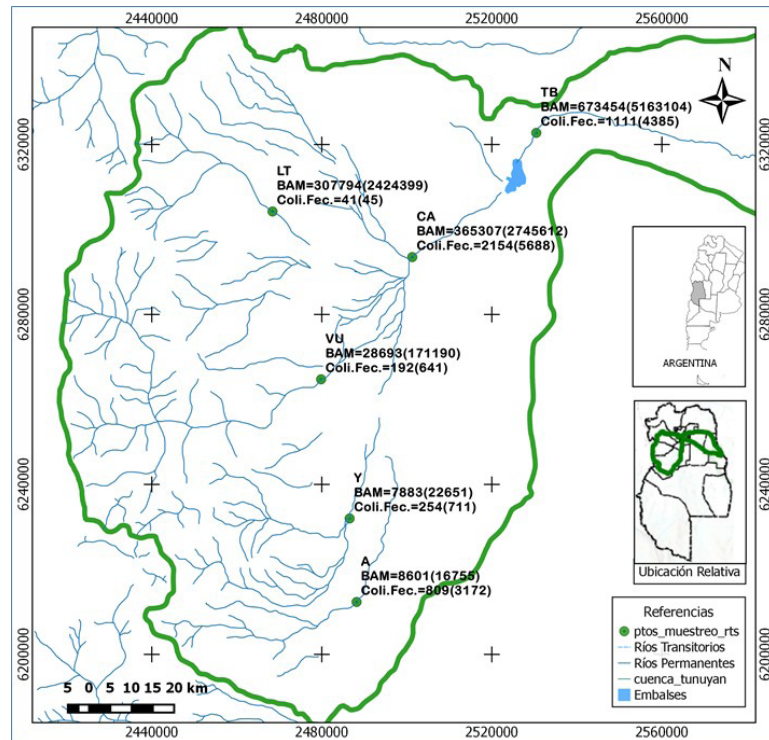 2440000 2480000 2520000 2560000
N
TB
BAM=673454(5163104)
Coli.Fec.=1111(4385)
6320000
6320000
LT
BAM=307794(2424399)
Coli.Fec.=41(45)
CA
BAM=365307(2745612)
Coli.Fec.=2154(5688)
6280000
6280000
VU
BAM=28693(171190)
Coli.Fec.=192(641)
ARGENTINA
6240000
6240000
Y
BAM=7883(22651)
Coli.Fec.=254(711)
Ubicación Relativa
A
BAM=8601(16755)
Coli.Fec.=809(3172)
6200000
6200000
Referencias
ptos_muestreo_rts
Ríos Transitorios
Ríos Permanentes
cuenca_tunuyan
Embalses
5 0 5 10 15 20 km
2440000 2480000 2520000 2560000